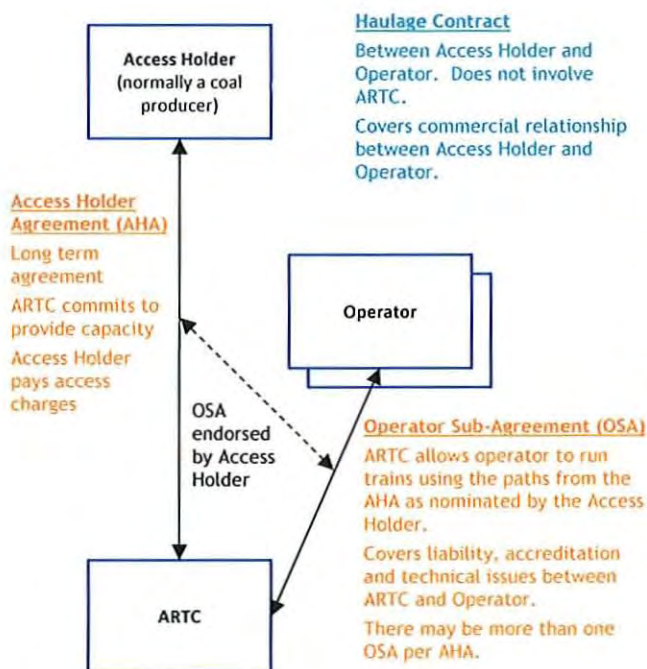 Haulage Contract
Between Access Holder and
Operator. Does not involve
ARTC.
Covers commercial relationship
between Access Holder and
Operator.
Access Holder
(normally a coal
producer)
Access Holder
Agreement (AHA)
Long term
agreement
ARTC commits to
provide capacity
Access Holder
pays access
charges
Operator
OSA
endorsed
by Access
Holder
Operator Sub-Agreement (OSA)
ARTC allows operator to run
trains using the paths from the
AHA as nominated by the Access
Holder.
Covers liability, accreditation
and technical issues between
ARTC and Operator.
There may be more than one
OSA per AHA.
ARTC